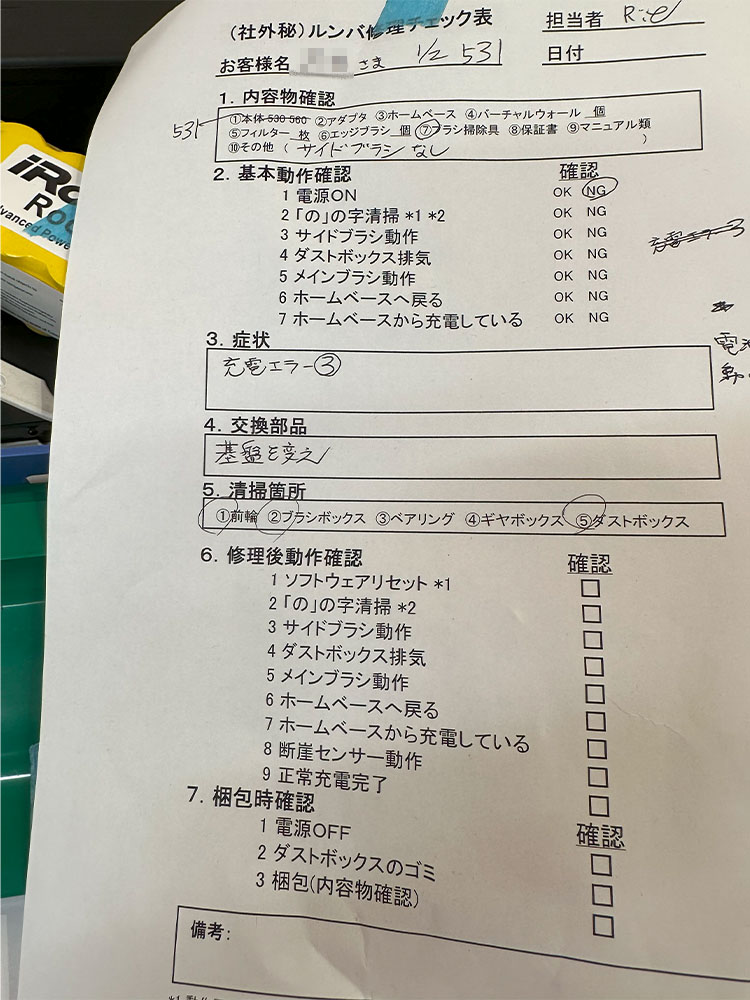 iRo
Roo
dvanced Powe
(社外秘)ルンバ修理チェック表
担当者
お客様名 さま 1/2 531
日付
1. 内容物確認
531
①本体 530 560 ②アダプタ ③ホームベース ④バーチャルウォール 個
⑤フィルター 枚 ⑥エッジブラシ 個 ⑦ブラシ掃除具 ⑧保証書 ⑨マニュアル類
⑩その他 ( サイドブラシ なし )
2. 基本動作確認 確認
1 電源ON OK NG
2「の」の字清掃 *1 *2 OK NG
3 サイドブラシ動作 OK NG
4 ダストボックス排気 OK NG
5 メインブラシ動作 OK NG
6 ホームベースへ戻る OK NG
7 ホームベースから充電している OK NG
充電エラー3
3. 症状
充電エラー③
4. 交換部品
基盤を変え
5. 清掃箇所
①前輪 ②ブラシボックス ③ベアリング ④ギヤボックス ⑤ダストボックス
6. 修理後動作確認 確認
1 ソフトウェアリセット *1
2「の」の字清掃 *2
3 サイドブラシ動作
4 ダストボックス排気
5 メインブラシ動作
6 ホームベースへ戻る
7 ホームベースから充電している
8 断崖センサー動作
9 正常充電完了
7. 梱包時確認 確認
1 電源OFF
2 ダストボックスのゴミ
3 梱包(内容物確認)
備考: